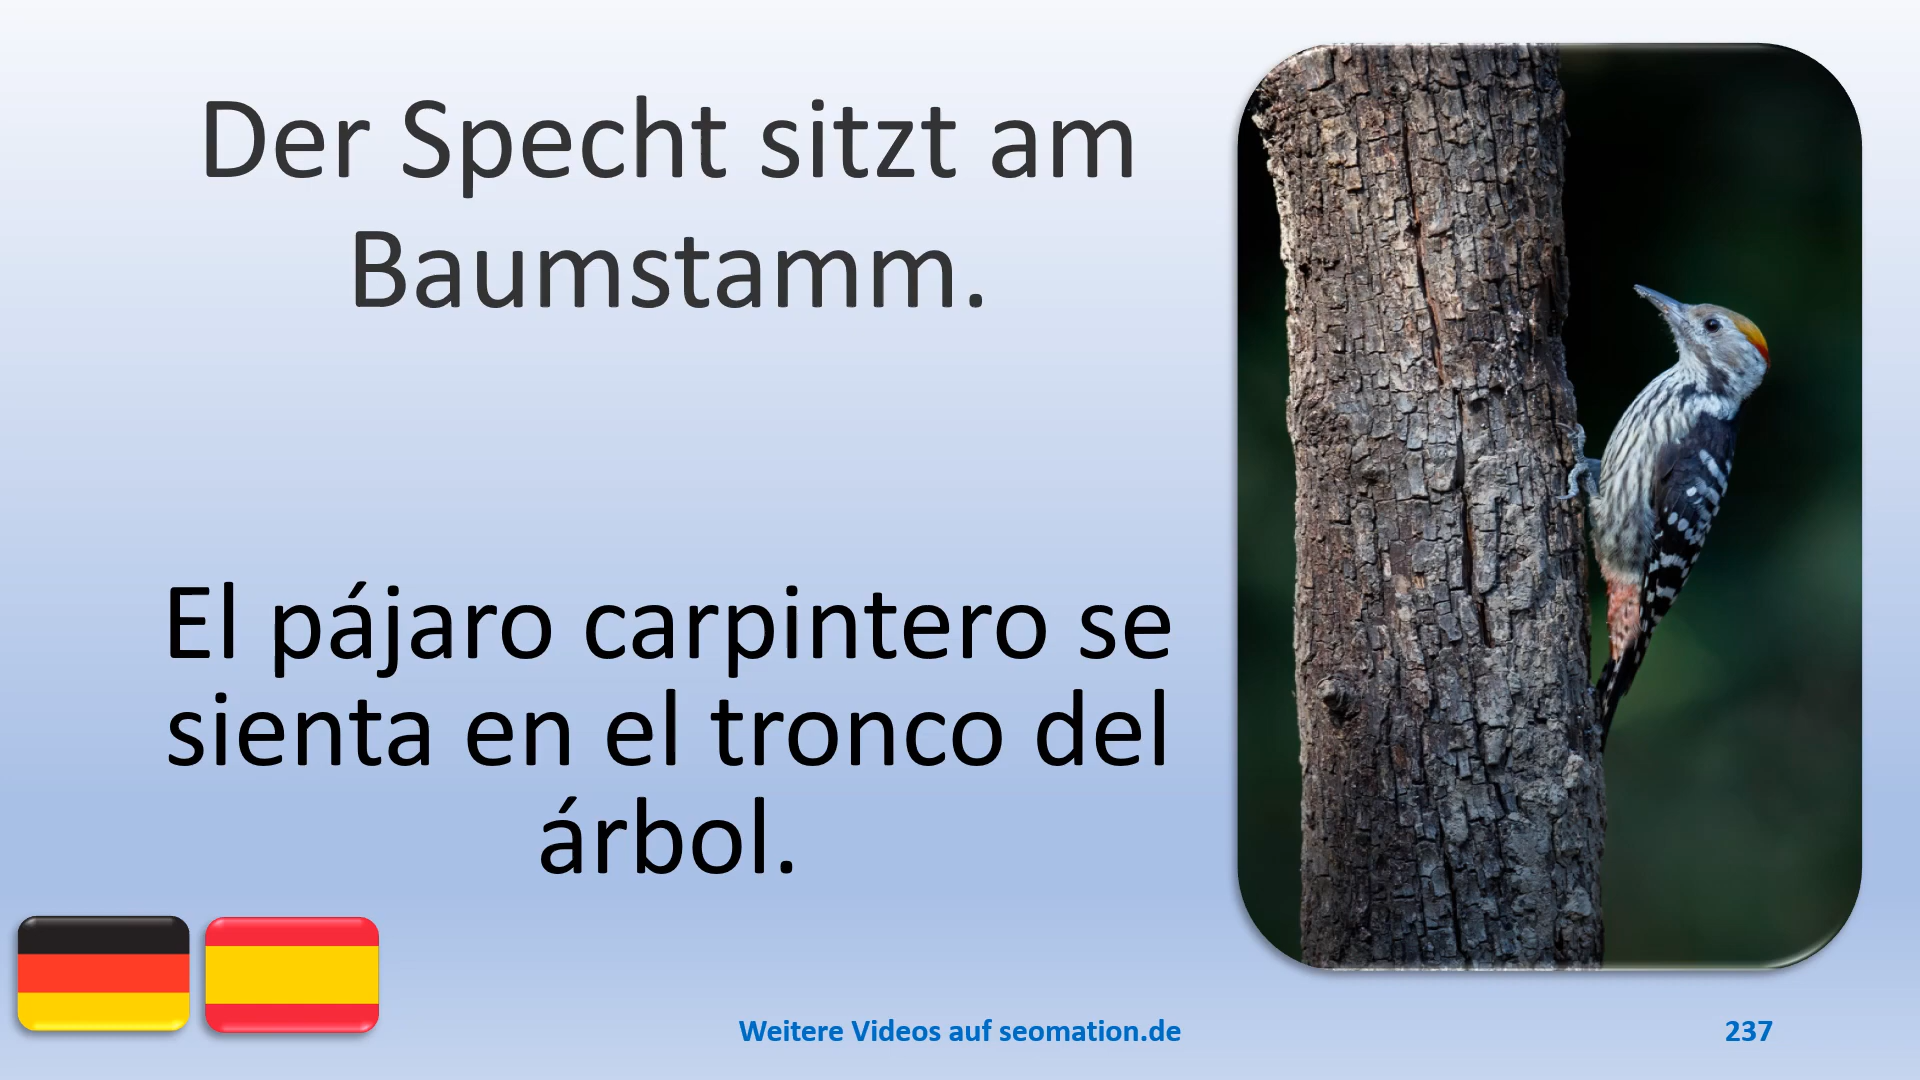 Der Specht sitzt am
Baumstamm.
El pájaro carpintero se
sienta en el tronco del
árbol.
Weitere Videos auf seomation.de
237